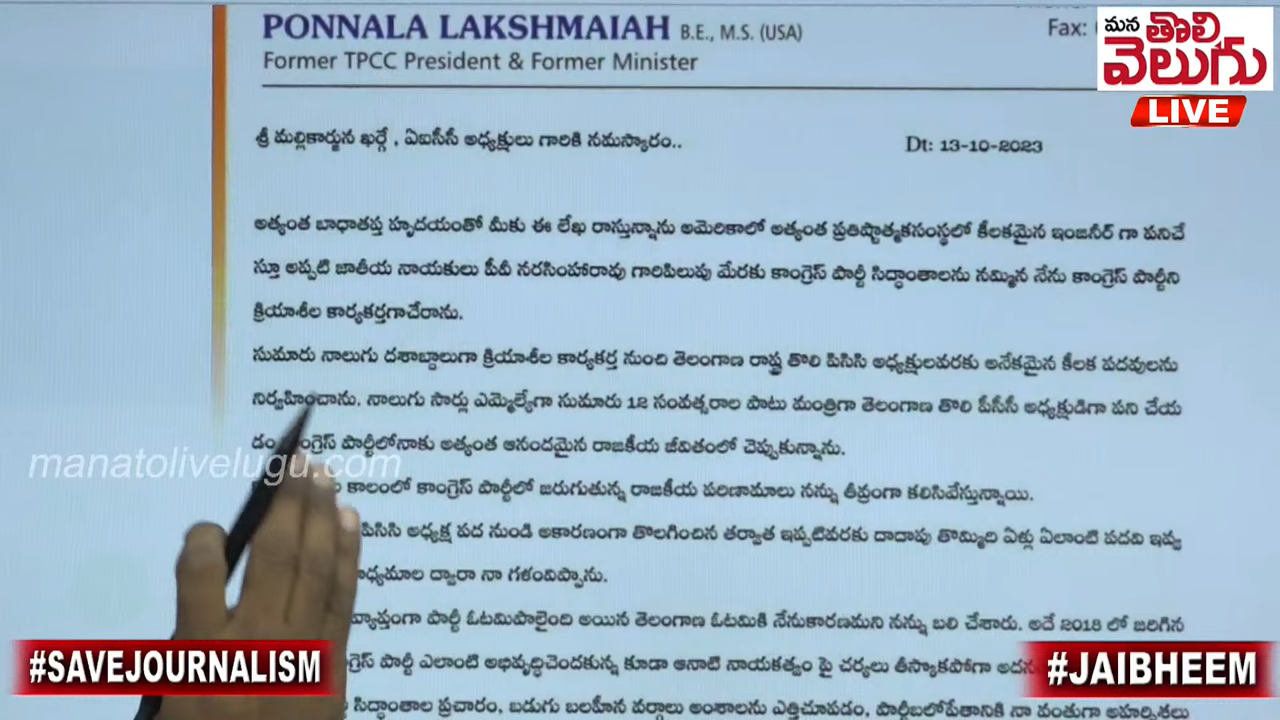 PONNALA LAKSHMAIAH B.E., M.S. (USA)
Fax:
Former TPCC President & Former Minister
మన తొలి వెలుగు
LIVE
శ్రీ మల్లికార్జున ఖర్గే , ఏఐసీసీ అధ్యక్షులు గారికి నమస్కారం..
Dt: 13-10-2023
అత్యంత బాధాతప్త హృదయంతో మీకు ఈ లేఖ రాస్తున్నాను అమెరికాలో అత్యంత ప్రతిష్ఠాత్మకసంస్థలో కీలకమైన ఇంజనీర్ గా పనిచే
స్తూ అప్పటి జాతీయ నాయకులు పీవీ నరసింహారావు గారిపిలుపు మేరకు కాంగ్రెస్ పార్టీ సిద్ధాంతాలను నమ్మిన నేను కాంగ్రెస్ పార్టీని
క్రియాశీల కార్యకర్తగాచేరాను.
సుమారు నాలుగు దశాబ్దాలుగా క్రియాశీల కార్యకర్త నుంచి తెలంగాణ రాష్ట్ర తొలి పిసిసి అధ్యక్షులవరకు అనేకమైన కీలక పదవులను
నిర్వహించాను. నాలుగు సార్లు ఎమ్మెల్యేగా సుమారు 12 సంవత్సరాల పాటు మంత్రిగా తెలంగాణ తొలి పీసీసీ అధ్యక్షుడిగా పని చేయ
డం కాంగ్రెస్ పార్టీలోనాకు అత్యంత ఆనందమైన రాజకీయ జీవితంలో చెప్పుకున్నాను.
manatolivelugu.com
కాలంలో కాంగ్రెస్ పార్టీలో జరుగుతున్న రాజకీయ పరిణామాలు నన్ను తీవ్రంగా కలిసివేస్తున్నాయి.
పిసిసి అధ్యక్ష పద నుండి అకారణంగా తొలగించిన తర్వాత ఇప్పటివరకు దాదాపు తొమ్మిది ఏళ్లు ఏలాంటి పదవి ఇవ్వ
ద్వారా నా గళంవిప్పాను.
పార్టీ ఓటమిపాలైంది అయిన తెలంగాణ ఓటమికి నేనుకారణమని నన్ను బలి చేశారు. అదే 2018 లో జరిగిన
పార్టీ ఎలాంటి అభివృద్ధిచెందకున్న కూడా ఆనాటి నాయకత్వం పై చర్యలు తీస్కాకపోగా
సిద్ధాంతాల ప్రచారం, బడుగు బలహీన వర్గాలు అంశాలను ఎత్తిచూపడం, పార్టీబలోపేతానికి నా వంతుగా అహర్నిశలు
#SAVEJOURNALISM
#JAIBHEEM